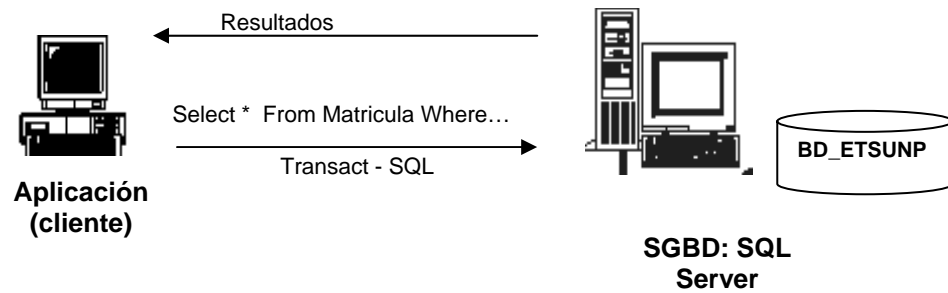 Resultados
Select * From Matricula Where…
Transact - SQL
Aplicación
(cliente)
BD_ETSUNP
SGBD: SQL
Server